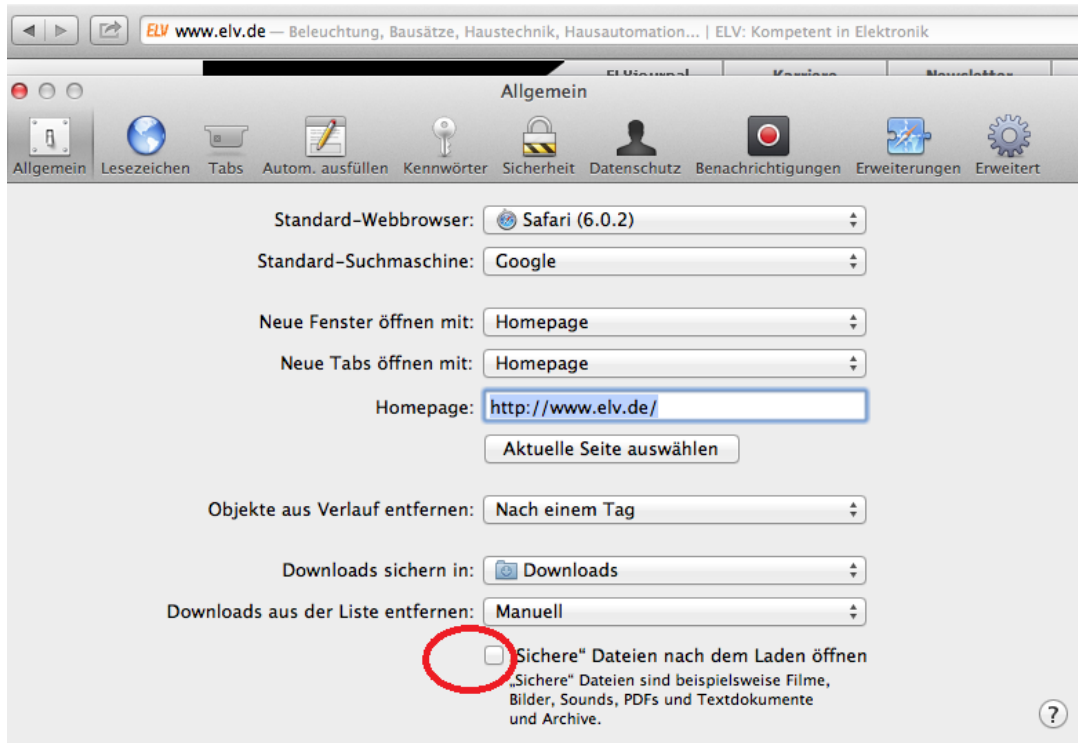 ELV www.elv.de — Beleuchtung, Bausätze, Haustechnik, Hausautomation... | ELV: Kompetent in Elektronik
ELVjournal Karriere Newsletter
Allgemein
Allgemein Lesezeichen Tabs Autom. ausfüllen Kennwörter Sicherheit Datenschutz Benachrichtigungen Erweiterungen Erweitert
Standard-Webbrowser: Safari (6.0.2)
Standard-Suchmaschine: Google
Neue Fenster öffnen mit: Homepage
Neue Tabs öffnen mit: Homepage
Homepage: http://www.elv.de/
Aktuelle Seite auswählen
Objekte aus Verlauf entfernen: Nach einem Tag
Downloads sichern in: Downloads
Downloads aus der Liste entfernen: Manuell
„Sichere“ Dateien nach dem Laden öffnen
„Sichere“ Dateien sind beispielsweise Filme,
Bilder, Sounds, PDFs und Textdokumente
und Archive.
?